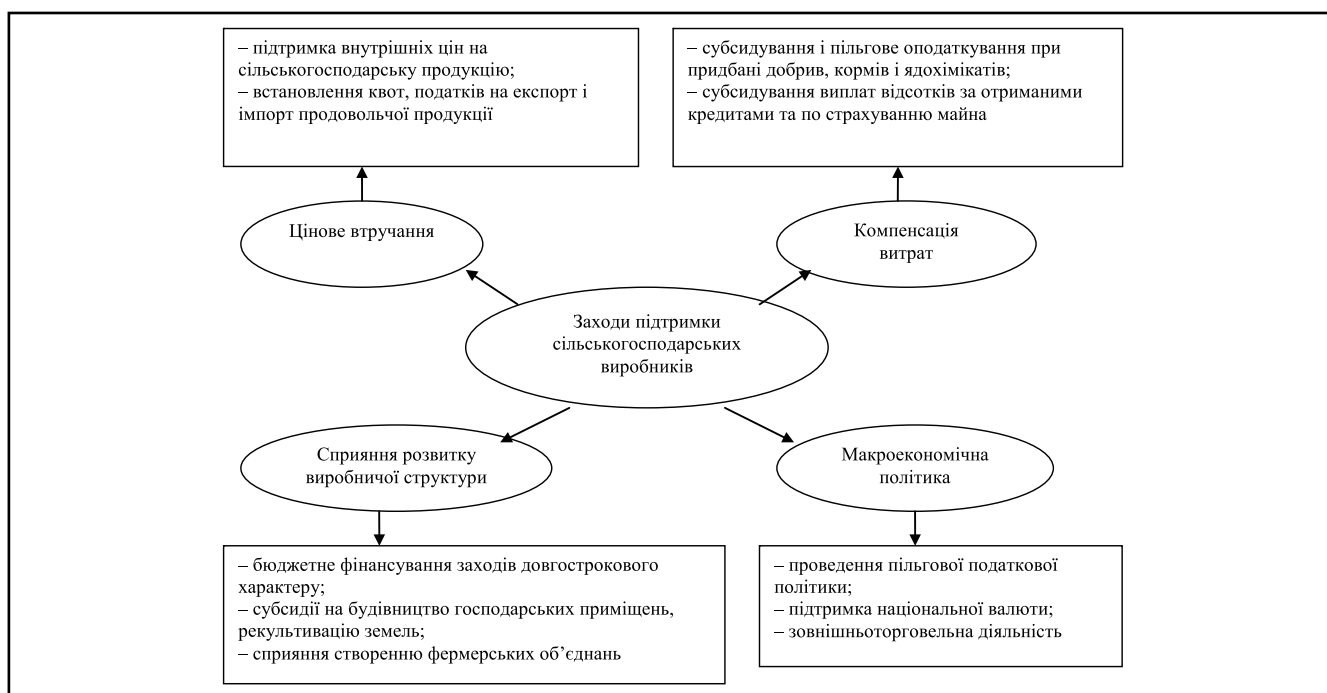 – підтримка внутрішніх цін на
сільськогосподарську продукцію;
– встановлення квот, податків на експорт і
імпорт продовольчої продукції
– субсидування і пільгове оподаткування при
придбані добрив, кормів і ядохімікатів;
– субсидування виплат відсотків за отриманими
кредитами та по страхуванню майна
Цінове втручання
Компенсація
витрат
Заходи підтримки
сільськогосподарських
виробників
Сприяння розвитку
виробничої структури
Макроекономічна
політика
– бюджетне фінансування заходів довгострокового
характеру;
– субсидії на будівництво господарських приміщень,
рекультивацію земель;
– сприяння створенню фермерських об’єднань
– проведення пільгової податкової
політики;
– підтримка національної валюти;
– зовнішньоторговельна діяльність